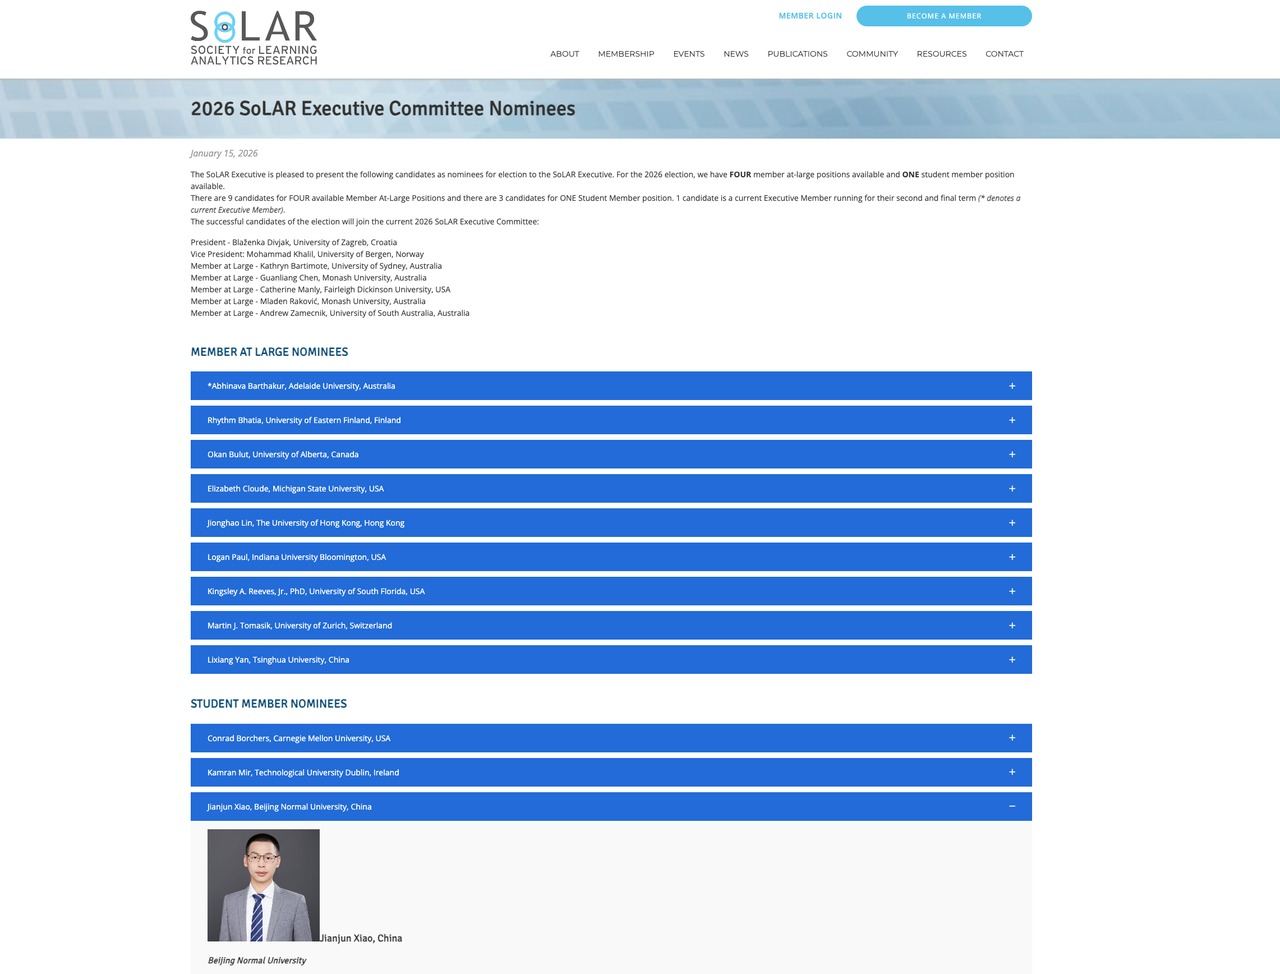 SOLAR
SOCIETY for LEARNING
ANALYTICS RESEARCH
MEMBER LOGIN
BECOME A MEMBER
ABOUT MEMBERSHIP EVENTS NEWS PUBLICATIONS COMMUNITY RESOURCES CONTACT
2026 SoLAR Executive Committee Nominees
January 15, 2026
The SoLAR Executive is pleased to present the following candidates as nominees for election to the SoLAR Executive. For the 2026 election, we have FOUR member at-large positions available and ONE student member position
available.
There are 9 candidates for FOUR available Member At-Large Positions and there are 3 candidates for ONE Student Member position. 1 candidate is a current Executive Member running for their second and final term (* denotes a
current Executive Member).
The successful candidates of the election will join the current 2026 SoLAR Executive Committee:
President - Blaženka Divjak, University of Zagreb, Croatia
Vice President: Mohammad Khalil, University of Bergen, Norway
Member at Large - Kathryn Bartimote, University of Sydney, Australia
Member at Large - Guanliang Chen, Monash University, Australia
Member at Large - Catherine Manly, Fairleigh Dickinson University, USA
Member at Large - Mladen Raković, Monash University, Australia
Member at Large - Andrew Zamecnik, University of South Australia, Australia
MEMBER AT LARGE NOMINEES
*Abhinava Barthakur, Adelaide University, Australia +
Rhythm Bhatia, University of Eastern Finland, Finland +
Okan Bulut, University of Alberta, Canada +
Elizabeth Cloude, Michigan State University, USA +
Jionghao Lin, The University of Hong Kong, Hong Kong +
Logan Paul, Indiana University Bloomington, USA +
Kingsley A. Reeves, Jr., PhD, University of South Florida, USA +
Martin J. Tomasik, University of Zurich, Switzerland +
Lixiang Yan, Tsinghua University, China +
STUDENT MEMBER NOMINEES
Conrad Borchers, Carnegie Mellon University, USA +
Kamran Mir, Technological University Dublin, Ireland +
Jianjun Xiao, Beijing Normal University, China −
Jianjun Xiao, China
Beijing Normal University